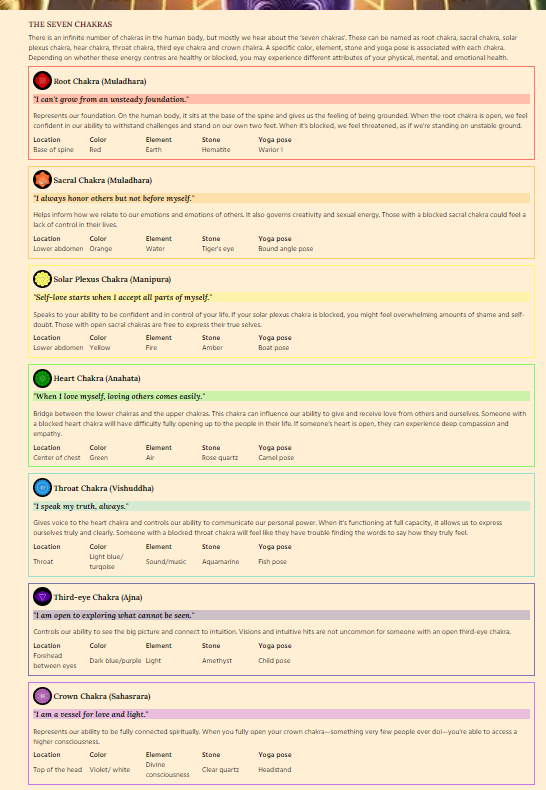 THE SEVEN CHAKRAS
There is an infinite number of chakras in the human body, but mostly we hear about the 'seven chakras'. These can be named as root chakra, sacral chakra, solar
plexus chakra, hear chakra, throat chakra, third eye chakra and crown chakra. A specific color, element, stone and yoga pose is associated with each chakra.
Depending on whether these energy centres are healthy or blocked, you may experience different attributes of your physical, mental, and emotional health.
Root Chakra (Muladhara)
"I can't grow from an unsteady foundation."
Represents our foundation. On the human body, it sits at the base of the spine and gives us the feeling of being grounded. When the root chakra is open, we feel
confident in our ability to withstand challenges and stand on our own two feet. When it's blocked, we feel threatened, as if we're standing on unstable ground.
Location Color Element Stone Yoga pose
Base of spine Red Earth Hematite Warior 1
Sacral Chakra (Muladhara)
"I always honor others but not before myself."
Helps inform how we relate to our emotions and emotions of others. It also governs creativity and sexual energy. Those with a blocked sacral chakra could feel a
lack of control in their lives.
Location Color Element Stone Yoga pose
Lower abdomen Orange Water Tiger's eye Bound angle pose
Solar Plexus Chakra (Manipura)
"Self-love starts when I accept all parts of myself."
Speaks to your ability to be confident and in control of your life. If your solar plexus chakra is blocked, you might feel overwhelming amounts of shame and self-
doubt. Those with open sacral chakras are free to express their true selves.
Location Color Element Stone Yoga pose
Lower abdomen Yellow Fire Amber Boat pose
Heart Chakra (Anahata)
"When I love myself, loving others comes easily."
Bridge between the lower chakras and the upper chakras. This chakra can influence our ability to give and receive love from others and ourselves. Someone with
a blocked heart chakra will have difficulty fully opening up to the people in their life. If someone's heart is open, they can experience deep compassion and
empathy.
Location Color Element Stone Yoga pose
Center of chest Green Air Rose quartz Camel pose
Throat Chakra (Vishuddha)
"I speak my truth, always."
Gives voice to the heart chakra and controls our ability to communicate our personal power. When it's functioning at full capacity, it allows us to express
ourselves truly and clearly. Someone with a blocked throat chakra will feel like they have trouble finding the words to say how they truly feel.
Location Color Element Stone Yoga pose
Throat Light blue/ turqoise Sound/music Aquamarine Fish pose
Third-eye Chakra (Ajna)
"I am open to exploring what cannot be seen."
Controls our ability to see the big picture and connect to intuition. Visions and intuitive hits are not uncommon for someone with an open third-eye chakra.
Location Color Element Stone Yoga pose
Forehead between eyes Dark blue/purple Light Amethyst Child pose
Crown Chakra (Sahasrara)
"I am a vessel for love and light."
Represents our ability to be fully connected spiritually. When you fully open your crown chakra—something very few people ever do!—you're able to access a
higher consciousness.
Location Color Element Stone Yoga pose
Top of the head Violet/ white Divine consciousness Clear quartz Headstand